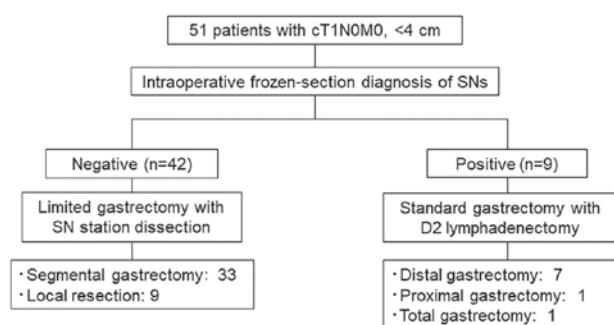 51 patients with cT1N0M0, <4 cm
Intraoperative frozen-section diagnosis of SNs
Negative (n=42)
Positive (n=9)
Limited gastrectomy with
SN station dissection
Standard gastrectomy with
D2 lymphadenectomy
・Segmental gastrectomy: 33
・Local resection: 9
・Distal gastrectomy: 7
・Proximal gastrectomy: 1
・Total gastrectomy: 1